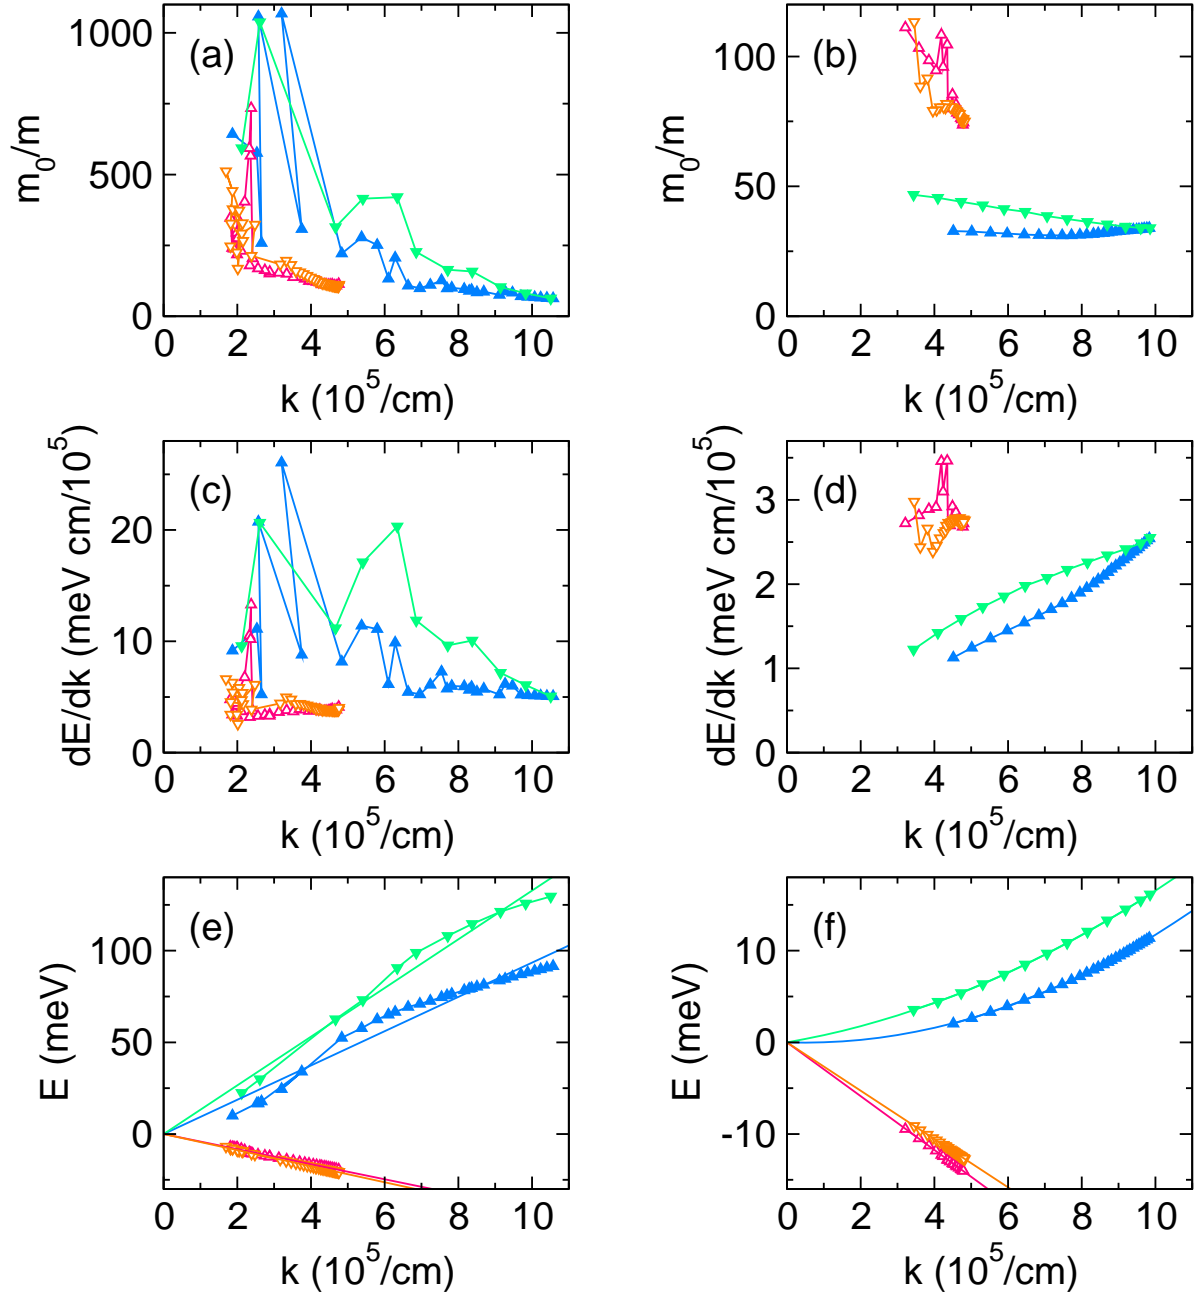 (a)
m0/m
1000
500
0
0 2 4 6 8 10
k (10^5/cm)
(b)
m0/m
100
50
0
0 2 4 6 8 10
k (10^5/cm)
(c)
dE/dk (meV cm/10^5)
20
10
0
0 2 4 6 8 10
k (10^5/cm)
(d)
dE/dk (meV cm/10^5)
3
2
1
0
0 2 4 6 8 10
k (10^5/cm)
(e)
E (meV)
100
50
0
0 2 4 6 8 10
k (10^5/cm)
(f)
E (meV)
10
0
-10
0 2 4 6 8 10
k (10^5/cm)